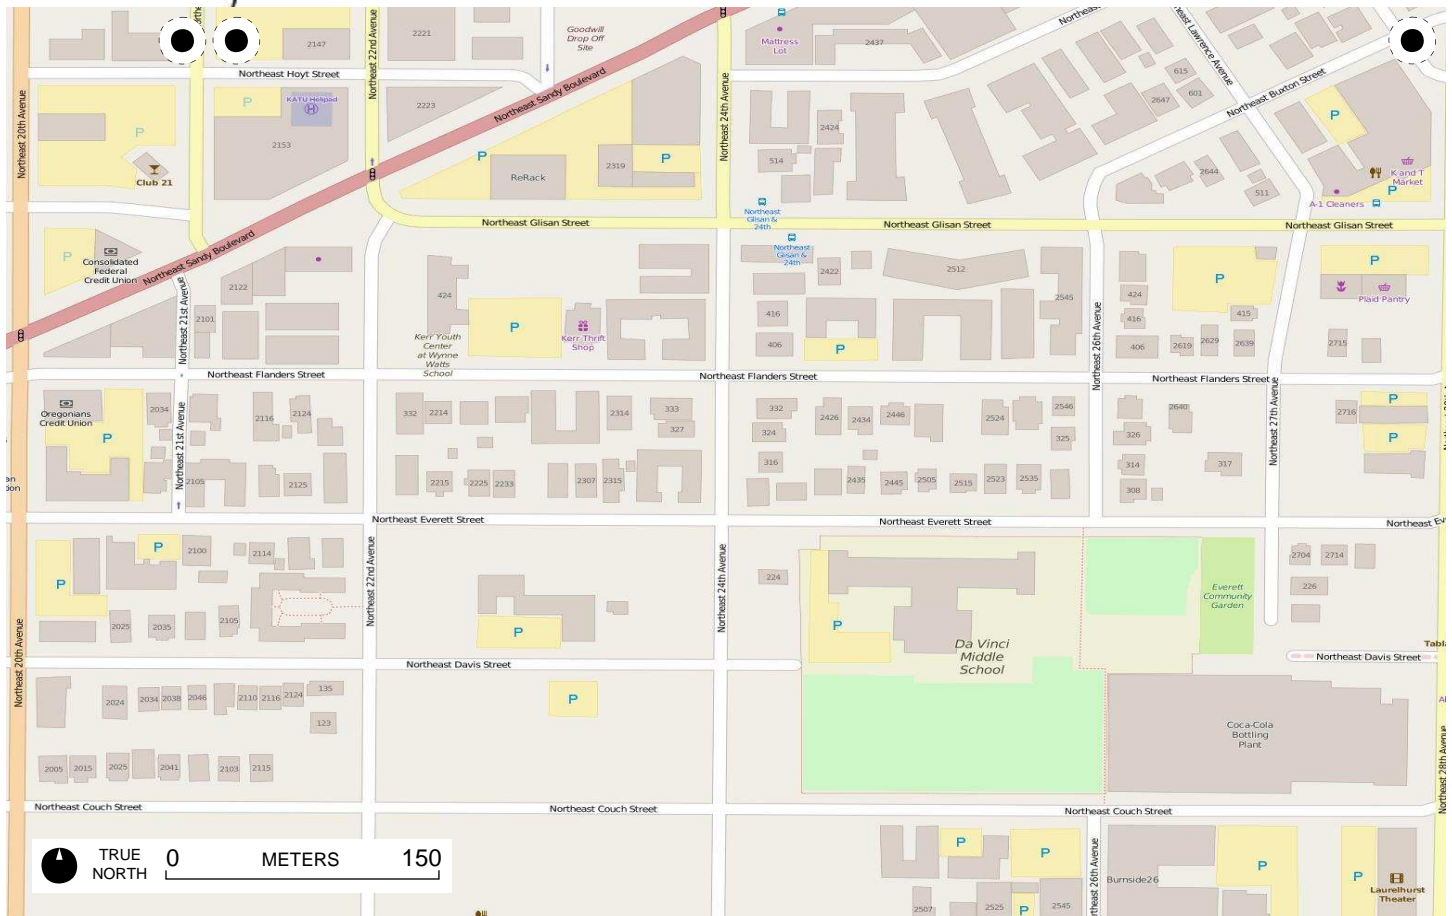 2147
2221
Goodwill
Drop Off
Site
Northeast 22nd Avenue
Mattress
Lot
2437
Northeast Lawrence Avenue
Northeast Hoyt Street
Northeast Sandy Boulevard
Northeast 24th Avenue
615
601
2647
Northeast Buxton Street
P
KATU Helipad
2223
2153
P
Northeast 20th Avenue
Club 21
P
ReRack
2319
P
2424
514
2644
511
P
K and T
Market
P
A-1 Cleaners
Northeast Glisan Street
Northeast
Glisan &
24th
Northeast Glisan Street
Northeast Glisan Street
P
Consolidated
Federal
Credit Union
Northeast Sandy Boulevard
2122
2101
Northeast 21st Avenue
424
P
Kerr Thrift
Shop
Kerr Youth
Center
at Wynne
Watts
School
Northeast
Glisan &
24th
2422
2512
2545
416
406
P
Northeast 26th Avenue
424
416
406
P
415
2619
2629
2639
P
Plaid Pantry
2715
Northeast Flanders Street
Northeast Flanders Street
Northeast Flanders Street
Oregonians
Credit Union
P
2034
Northeast 21st Avenue
2116
2124
2105
2125
332
2214
2314
333
327
2215
2225
2233
2307
2315
332
324
316
2426
2434
2446
2524
2546
325
2435
2445
2505
2515
2523
2535
326
314
308
2640
317
Northeast 27th Avenue
2716
P
P
Northeast Everett Street
Northeast Everett Street
P
P
2100
2114
2025
2035
2105
Northeast 20th Avenue
Northeast 22nd Avenue
P
Northeast 24th Avenue
224
P
Da Vinci
Middle
School
Everett
Community
Garden
2704
2714
226
Northeast Davis Street
Northeast Davis Street
2024
2034
2038
2046
2110
2116
2124
135
123
P
2005
2015
2025
2041
2103
2115
Coca-Cola
Bottling
Plant
Northeast 28th Avenue
Northeast Couch Street
Northeast Couch Street
Northeast Couch Street
TRUE
NORTH
0 METERS 150
P
P
2507
2525
P
2545
Burnside26
P
P
Laurelhurst
Theater